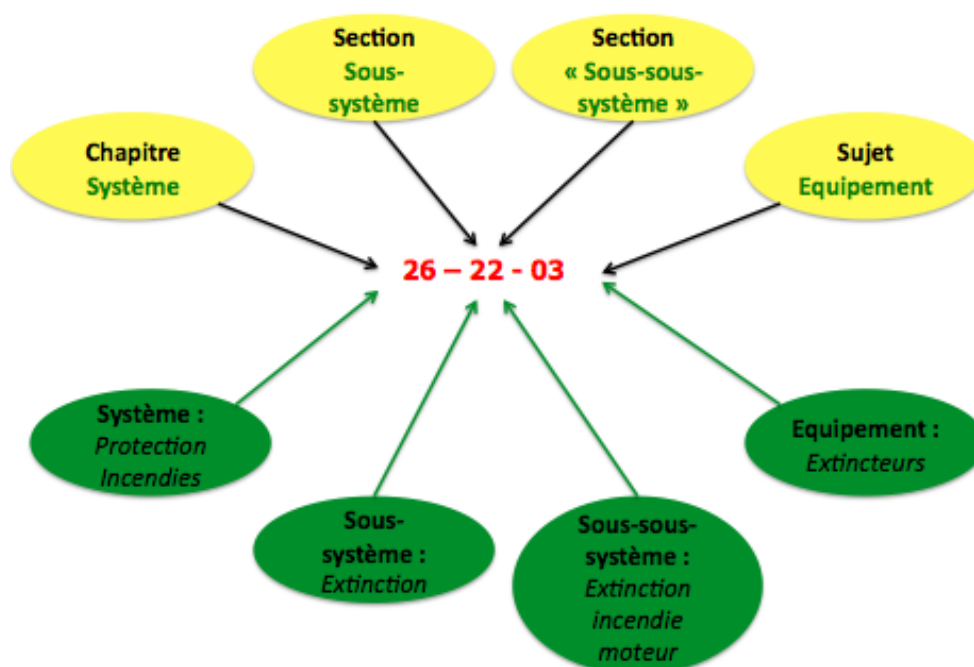 Section
Sous-
système
Section
« Sous-sous-
système »
Chapitre
Système
Sujet
Equipement
26 – 22 - 03
Système :
Protection
Incendies
Equipement :
Extincteurs
Sous-
système :
Extinction
Sous-sous-
système :
Extinction
incendie
moteur